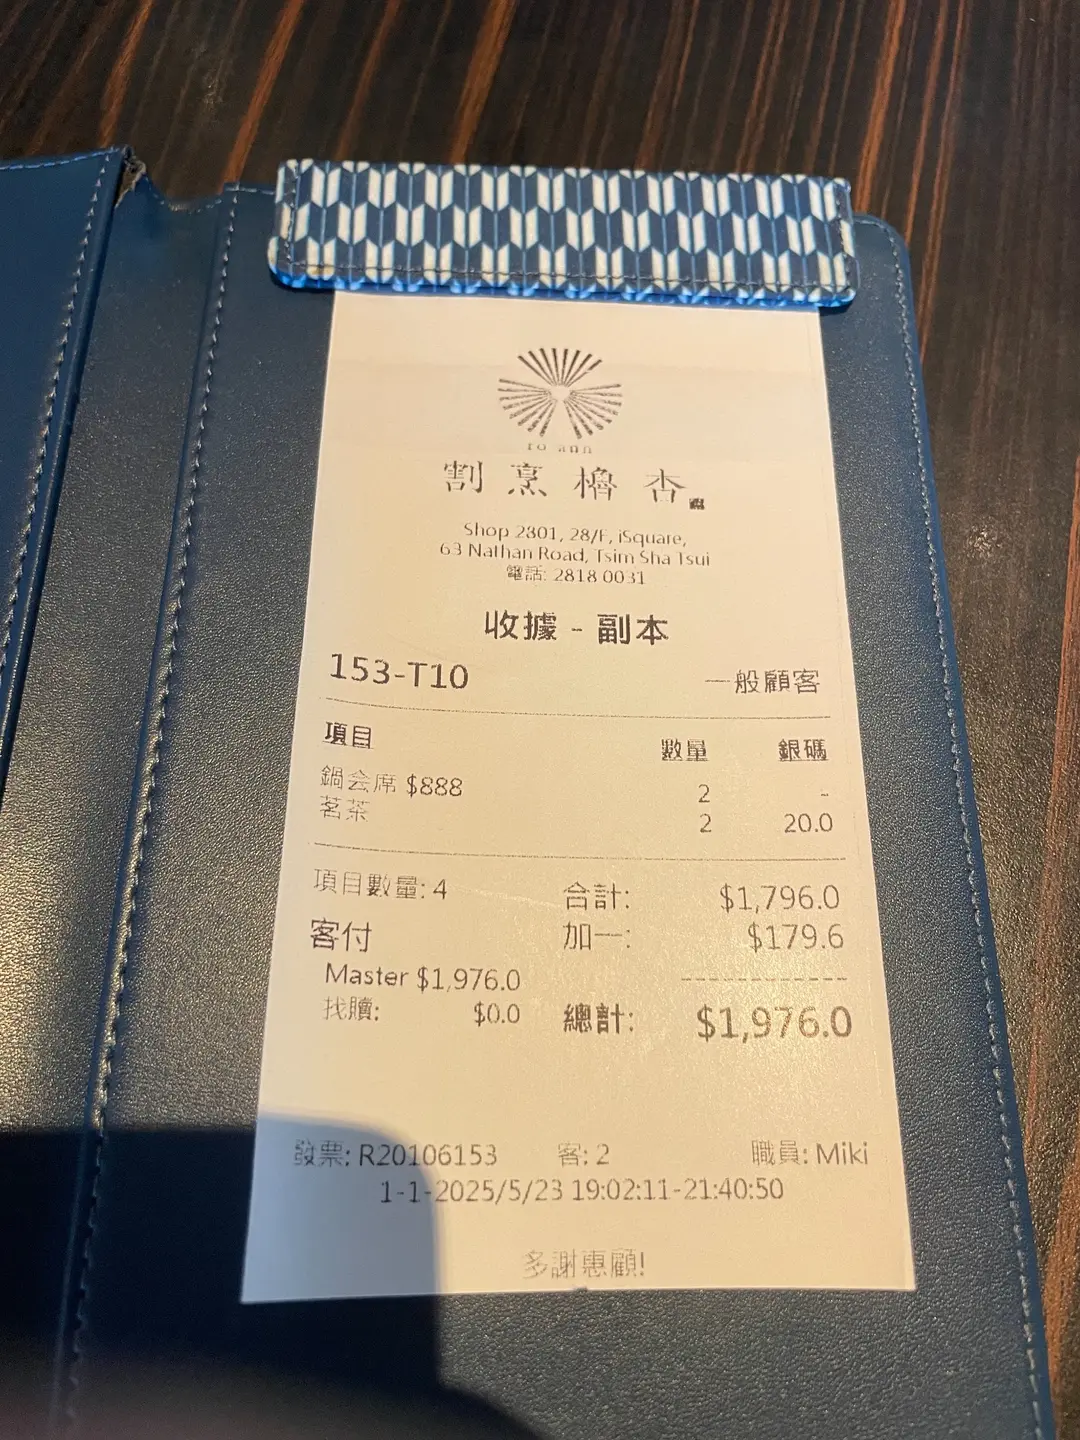 ro ann
割烹櫓杏
Shop 2801, 28/F, iSquare,
63 Nathan Road, Tsim Sha Tsui
電話: 2818 0031
收據 - 副本
153-T10 一般顧客
項目 數量 銀碼
鍋会席 $888 2 -
茗茶 2 20.0
項目數量: 4 合計: $1,796.0
客付 加一: $179.6
Master $1,976.0
找贖: $0.0 總計: $1,976.0
發票: R20106153 客: 2 職員: Miki
1-1-2025/5/23 19:02:11-21:40:50
多謝惠顧!